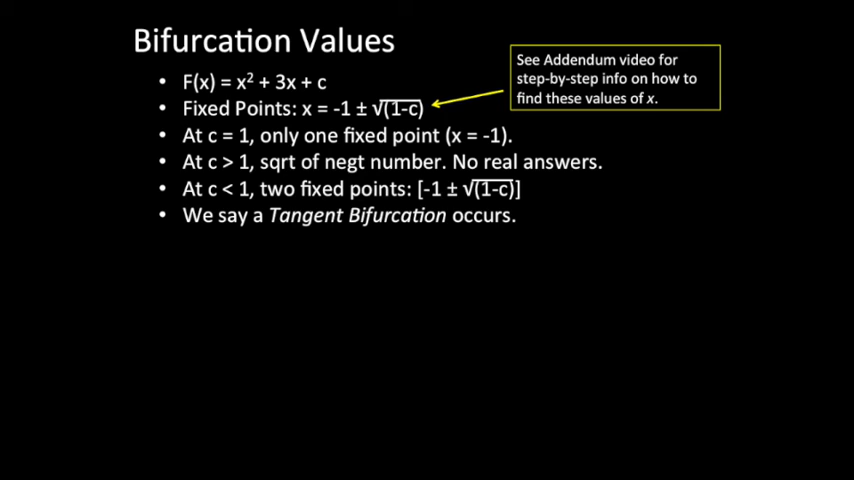 Bifurcation Values
• F(x) = x² + 3x + c
• Fixed Points: x = -1 ± √(1-c)
• At c = 1, only one fixed point (x = -1).
• At c > 1, sqrt of negt number. No real answers.
• At c < 1, two fixed points: [-1 ± √(1-c)]
• We say a Tangent Bifurcation occurs.
See Addendum video for
step-by-step info on how to
find these values of x.